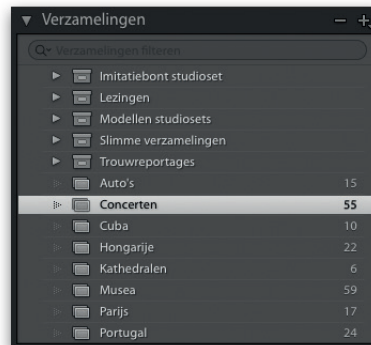 Verzamelingen
Verzamelingen filteren
Imitatiebont studioset
Lezingen
Modellen studiosets
Slimme verzamelingen
Trouwreportages
Auto's 15
Concerten 55
Cuba 10
Hongarije 22
Kathedralen 6
Musea 59
Parijs 17
Portugal 24